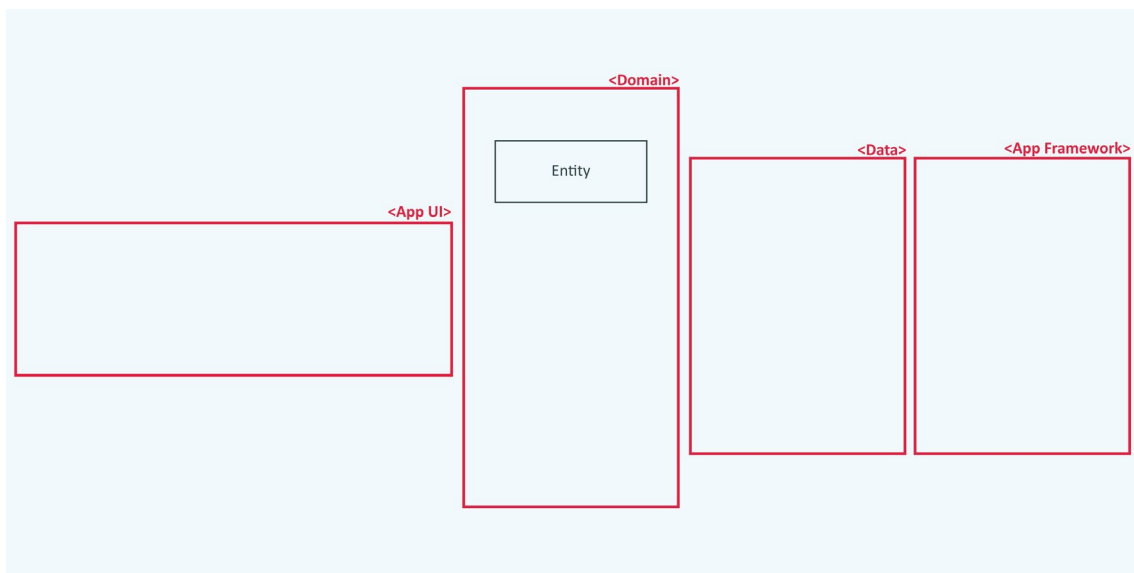 <Domain>
Entity
<Data>
<App Framework>
<App UI>